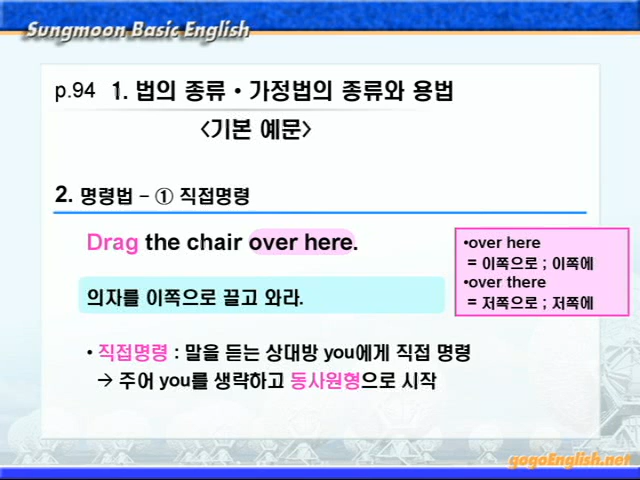 Sungmoon Basic English
p.94 1. 법의 종류 • 가정법의 종류와 용법
<기본 예문>
2. 명령법 – ① 직접명령
Drag the chair over here.
의자를 이쪽으로 끌고 와라.
•over here
= 이쪽으로 ; 이쪽에
•over there
= 저쪽으로 ; 저쪽에
• 직접명령 : 말을 듣는 상대방 you에게 직접 명령
→ 주어 you를 생략하고 동사원형으로 시작
gogoEnglish.net